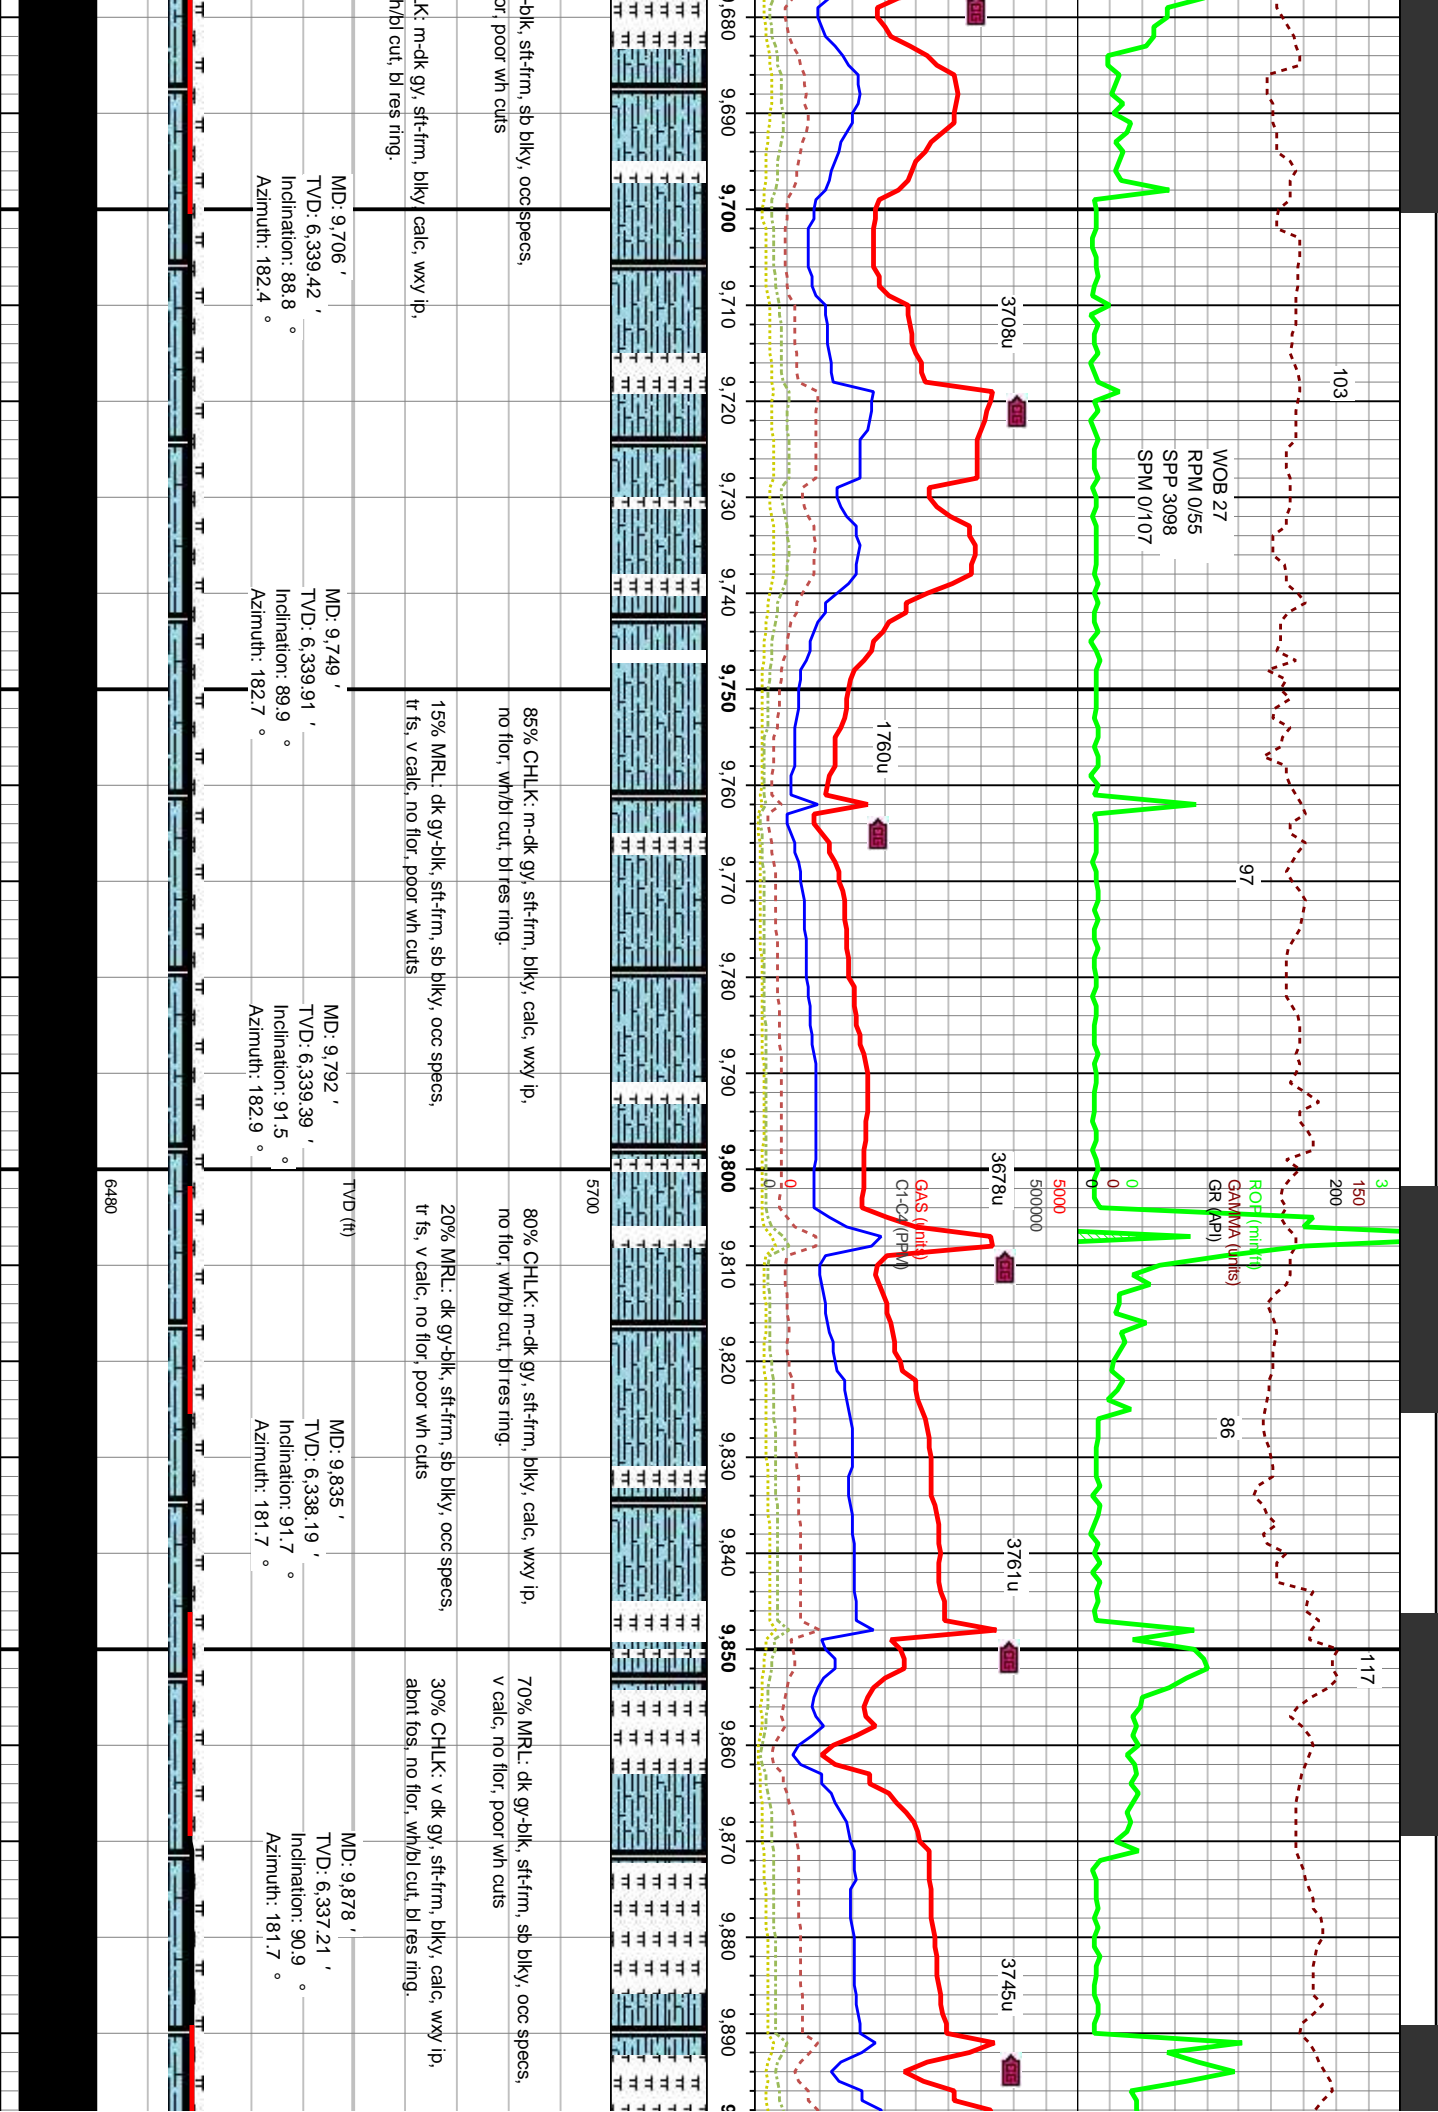 -blk, sft-frm, sb blky, occ specs,
or, poor wh cuts
LK: m-dk gy, sft-frm, blky, calc, wxy ip,
h/bl cut, bl res ring.
MD: 9,706 '
TVD: 6,339.42 '
Inclination: 88.8 °
Azimuth: 182.4 °
MD: 9,749 '
TVD: 6,339.91 '
Inclination: 89.9 °
Azimuth: 182.7 °
85% CHLK: m-dk gy, sft-frm, blky, calc, wxy ip,
no flor, wh/bl cut, bl res ring.
15% MRL: dk gy-blk, sft-frm, sb blky, occ specs,
tr fs, v calc, no flor, poor wh cuts
MD: 9,792 '
TVD: 6,339.39 '
Inclination: 91.5 °
Azimuth: 182.9 °
5700
TVD (ft)
6480
80% CHLK: m-dk gy, sft-frm, blky, calc, wxy ip,
no flor, wh/bl cut, bl res ring.
20% MRL: dk gy-blk, sft-frm, sb blky, occ specs,
tr fs, v calc, no flor, poor wh cuts
MD: 9,835 '
TVD: 6,338.19 '
Inclination: 91.7 °
Azimuth: 181.7 °
70% MRL: dk gy-blk, sft-frm, sb blky, occ specs,
v calc, no flor, poor wh cuts
30% CHLK: v dk gy, sft-frm, blky, calc, wxy ip,
abnt fos, no flor, wh/bl cut, bl res ring.
MD: 9,878 '
TVD: 6,337.21 '
Inclination: 90.9 °
Azimuth: 181.7 °
9,680
9,690
9,700
9,710
9,720
9,730
9,740
9,750
9,760
9,770
9,780
9,790
9,800
9,810
9,820
9,830
9,840
9,850
9,860
9,870
9,880
9,890
3708u
1760u
3678u
3761u
3745u
5000
500000
GAS (units)
C1-C4 (PPM)
0
0
103
97
86
117
WOB 27
RPM 0/55
SPP 3098
SPM 0/107
3
150
200
ROP (min/ft)
GAMMA (units)
GR (API)
0
0
0